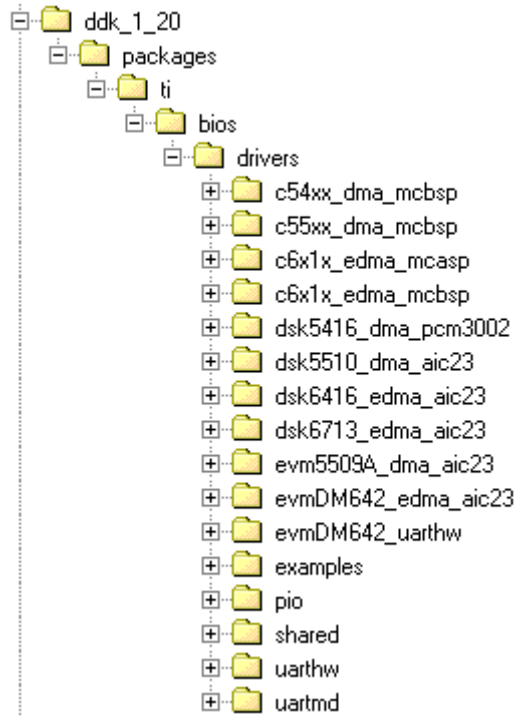 ddk_1_20
packages
ti
bios
drivers
c54xx_dma_mcbsp
c55xx_dma_mcbsp
c6x1x_edma_mcasp
c6x1x_edma_mcbsp
dsk5416_dma_pcm3002
dsk5510_dma_aic23
dsk6416_edma_aic23
dsk6713_edma_aic23
evm5509A_dma_aic23
evmDM642_edma_aic23
evmDM642_uarthw
examples
pio
shared
uarthw
uartmd